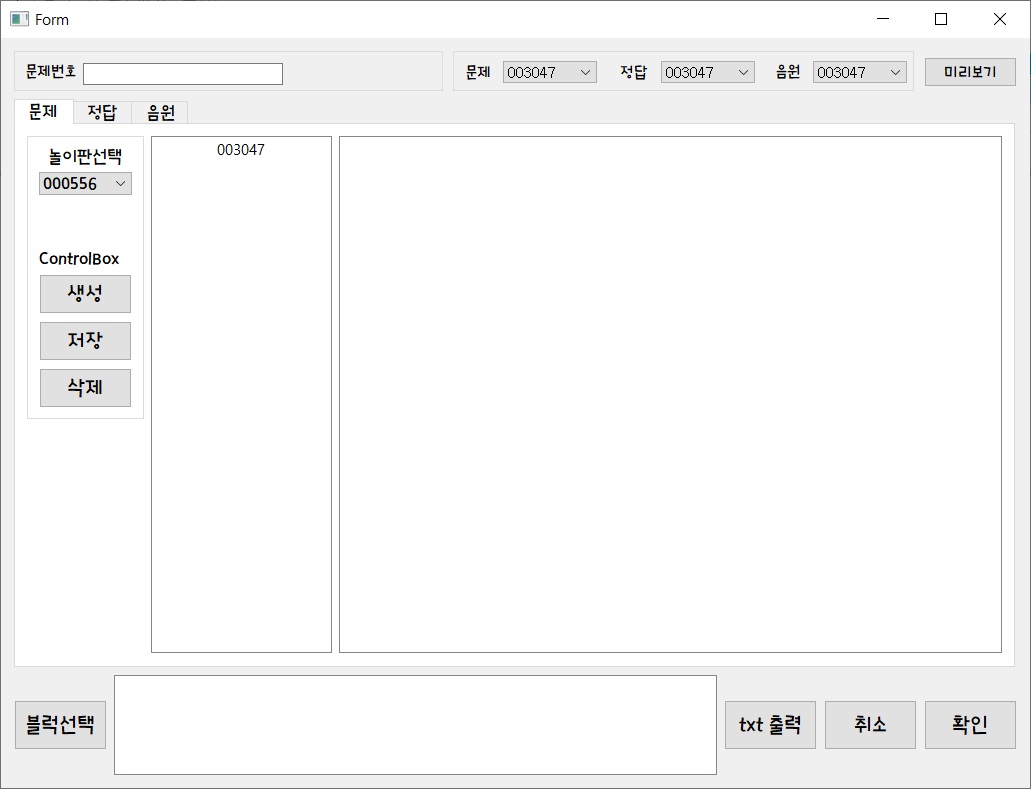 Form
문제번호
문제 003047 정답 003047 음원 003047 미리보기
문제 정답 음원
놀이판선택
000556
003047
ControlBox
생성
저장
삭제
블럭선택
txt 출력
취소
확인